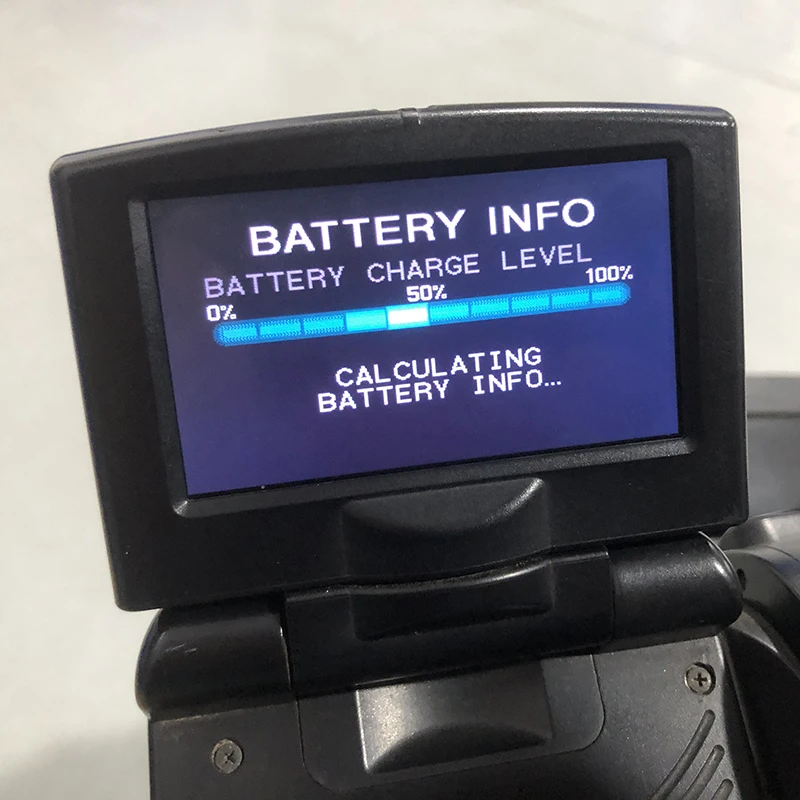 BATTERY INFO
BATTERY CHARGE LEVEL
0% 50% 100%
CALCULATING
BATTERY INFO...